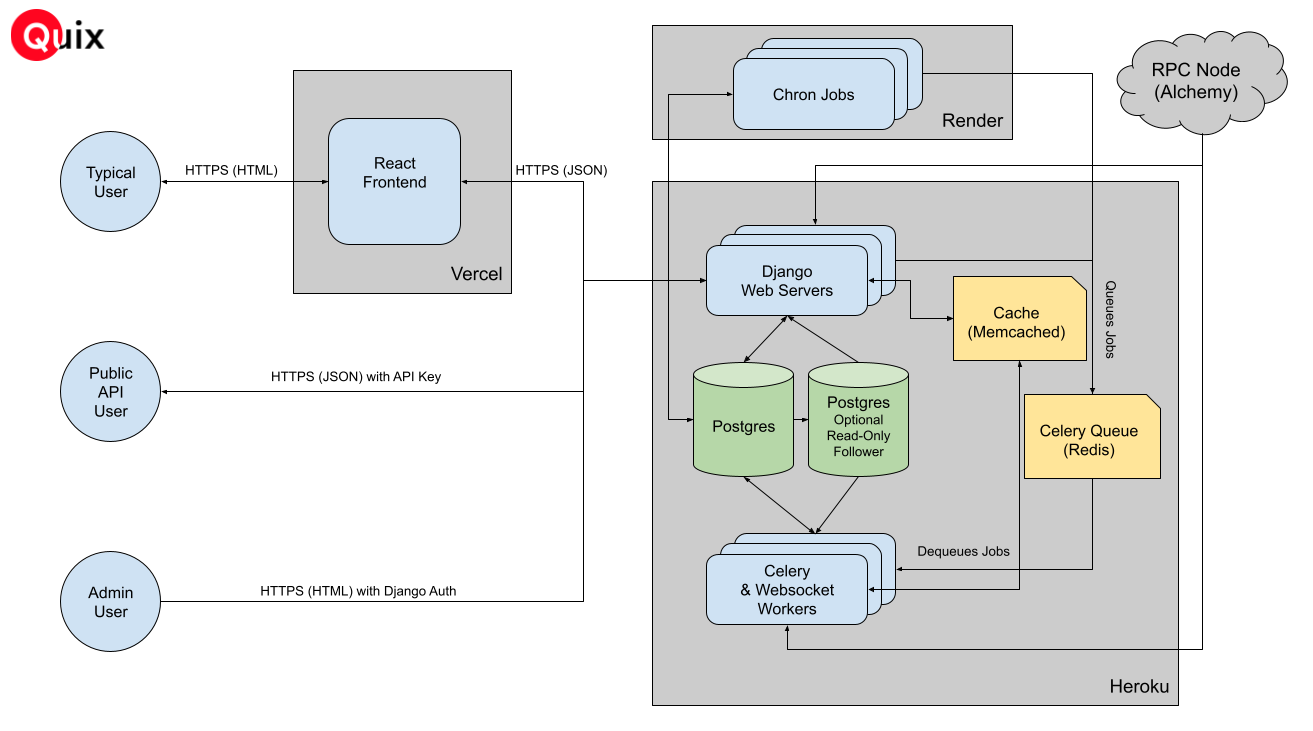 Quix
Chron Jobs
Render
RPC Node
(Alchemy)
Typical
User
HTTPS (HTML)
React
Frontend
HTTPS (JSON)
Vercel
Django
Web Servers
Cache
(Memcached)
Queues Jobs
Public
API
User
HTTPS (JSON) with API Key
Postgres
Postgres
Optional
Read-Only
Follower
Celery Queue
(Redis)
Dequeues Jobs
Admin
User
HTTPS (HTML) with Django Auth
Celery
& Websocket
Workers
Heroku